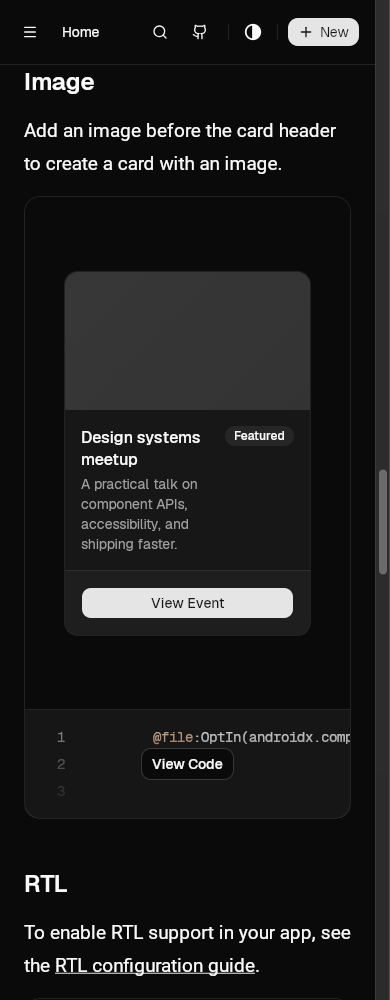 Home
New
Image
Add an image before the card header
to create a card with an image.
Design systems
meetup
Featured
A practical talk on
component APIs,
accessibility, and
shipping faster.
View Event
1 @file:OptIn(androidx.comp
2
View Code
3
RTL
To enable RTL support in your app, see
the RTL configuration guide.